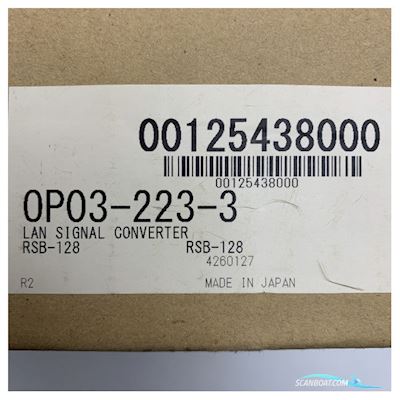 00125438000
00125438000
OP03-223-3
LAN SIGNAL CONVERTER
RSB-128 RSB-128
4260127
R2 MADE IN JAPAN
SCANBOAT.COM